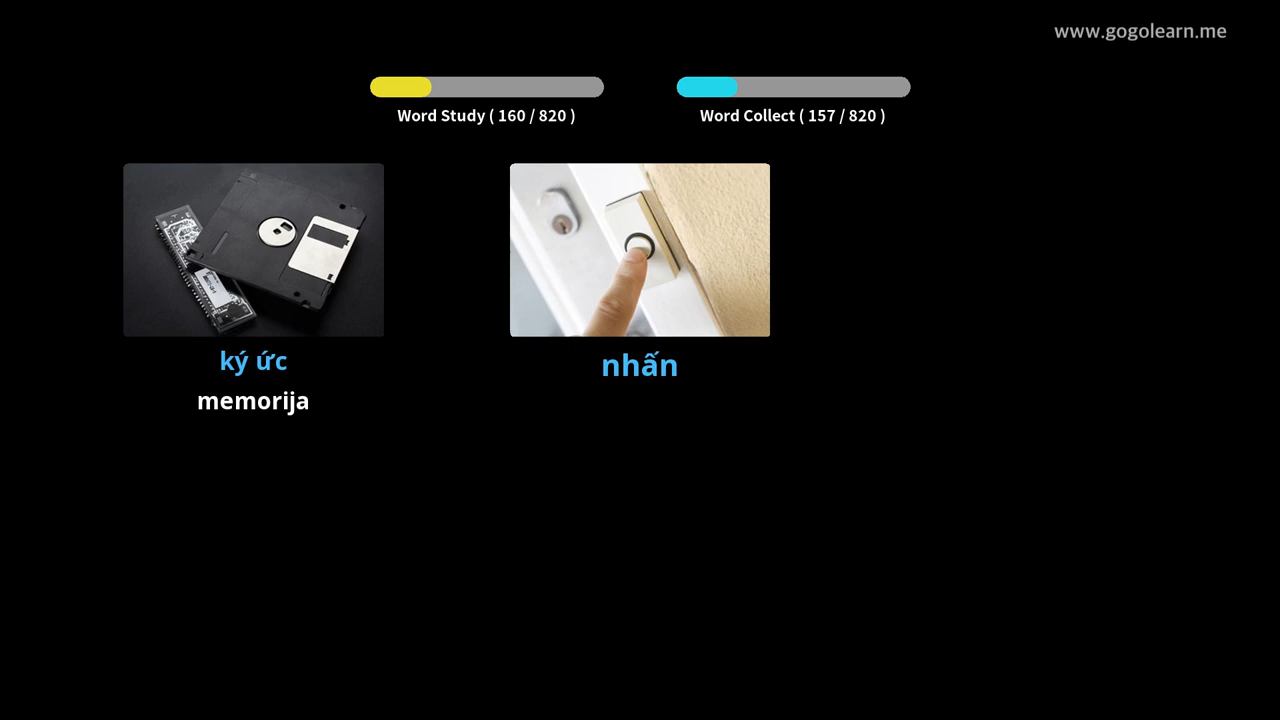 www.gogolearn.me
Word Study ( 160 / 820 )
Word Collect ( 157 / 820 )
ký ức
memorija
nhấn